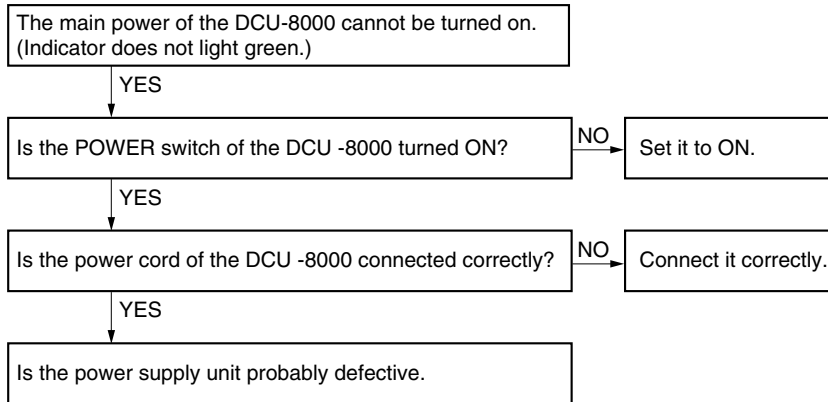 The main power of the DCU-8000 cannot be turned on.
(Indicator does not light green.)
YES
Is the POWER switch of the DCU -8000 turned ON?
NO
Set it to ON.
YES
Is the power cord of the DCU -8000 connected correctly?
NO
Connect it correctly.
YES
Is the power supply unit probably defective.